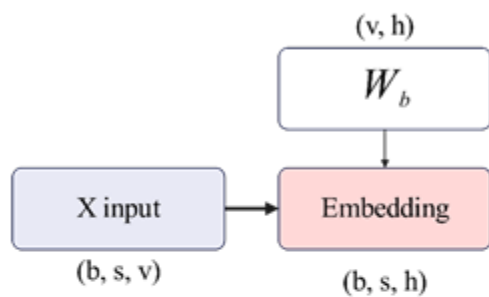 (v, h)
W_b
X input
Embedding
(b, s, v)
(b, s, h)